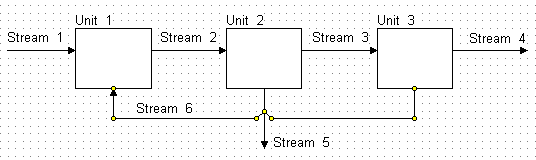 Unit 1
Unit 2
Unit 3
Stream 1
Stream 2
Stream 3
Stream 4
Stream 6
Stream 5